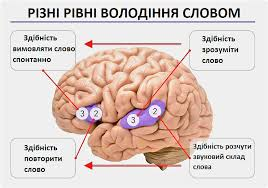 РІЗНІ РІВНІ ВОЛОДІННЯ СЛОВОМ
Здібність
вимовляти слово
спонтанно
Здібність
зрозуміти
слово
3 2
3 2
Здібність
повторити
слово
Здібність розчути
звуковий склад
слова